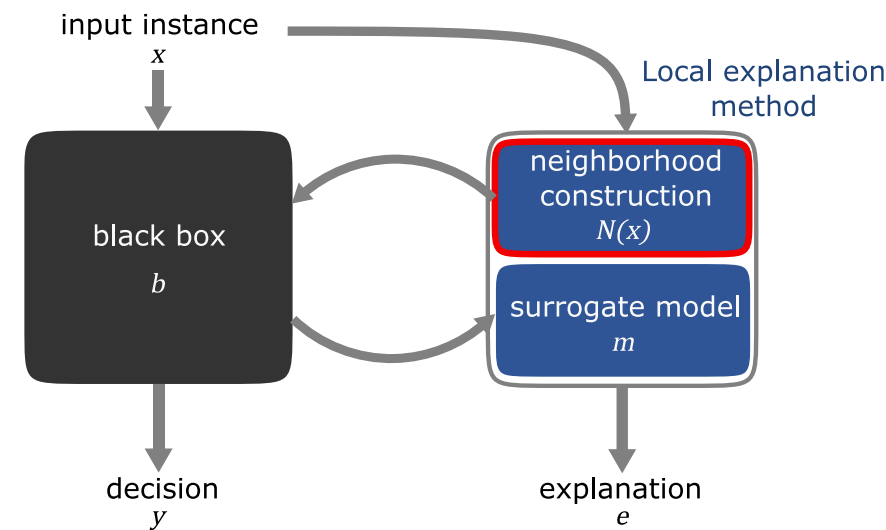 input instance
x
Local explanation
method
neighborhood
construction
N(x)
black box
b
surrogate model
m
decision
y
explanation
e